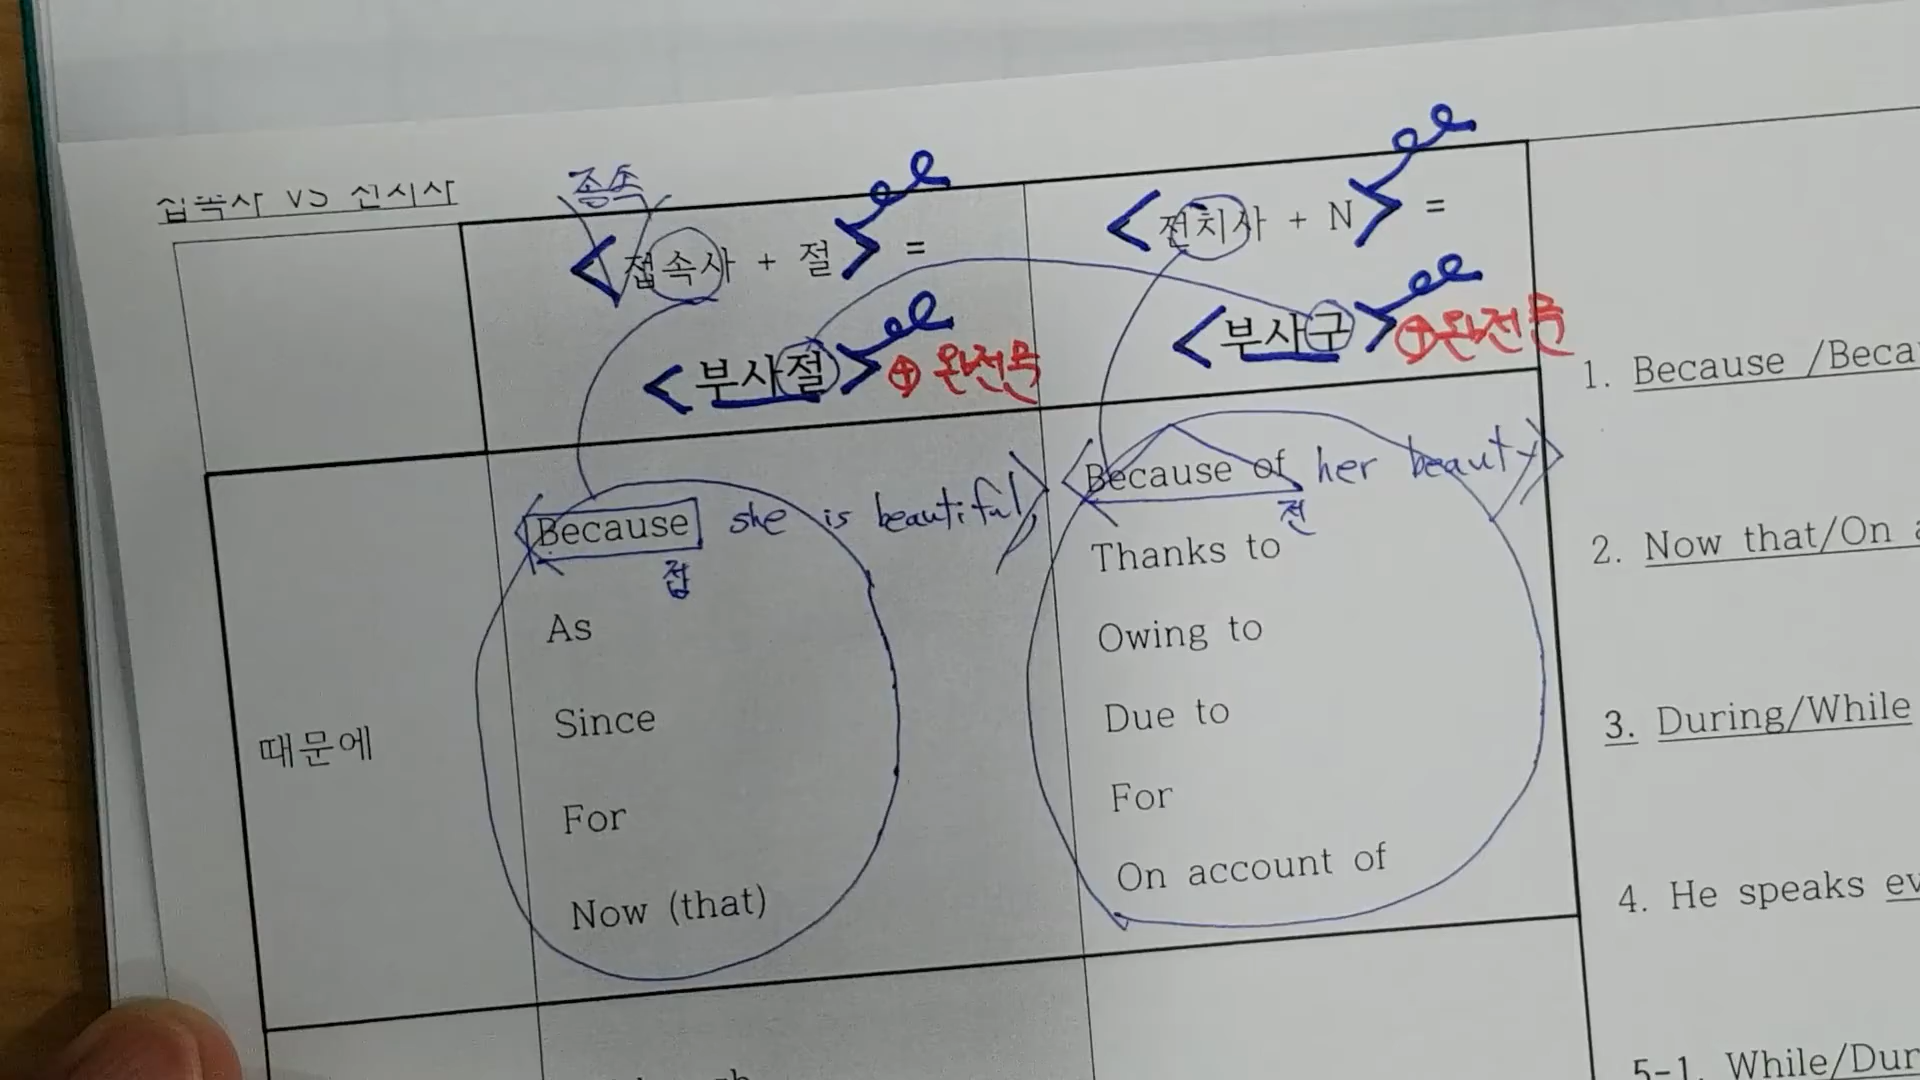 접속사 vs 전치사
종속
<접속사 + 절> =
<부사절> + 완전문
<전치사 + N> =
<부사구> + 완전문
때문에
<Because she is beautiful>,
접
As
Since
For
Now (that)
<Because of her beauty>,
전
Thanks to
Owing to
Due to
For
On account of
1. Because /Beca
2. Now that/On a
3. During/While
4. He speaks ev
5-1. While/Dur